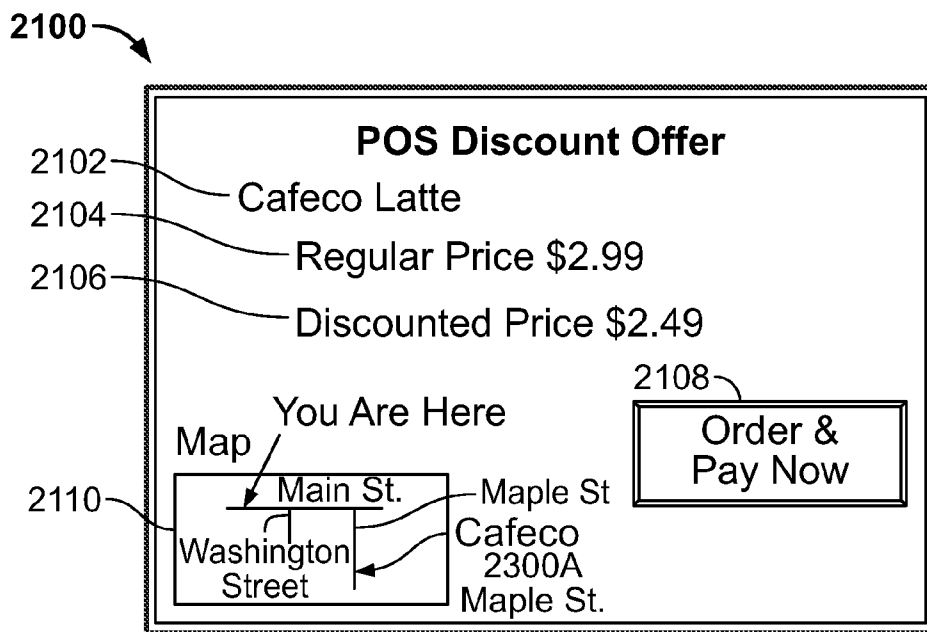 2100
POS Discount Offer
2102
Cafeco Latte
2104
Regular Price $2.99
2106
Discounted Price $2.49
2108
Order &
Pay Now
You Are Here
Map
2110
Main St.
Maple St
Washington
Street
Cafeco
2300A
Maple St.